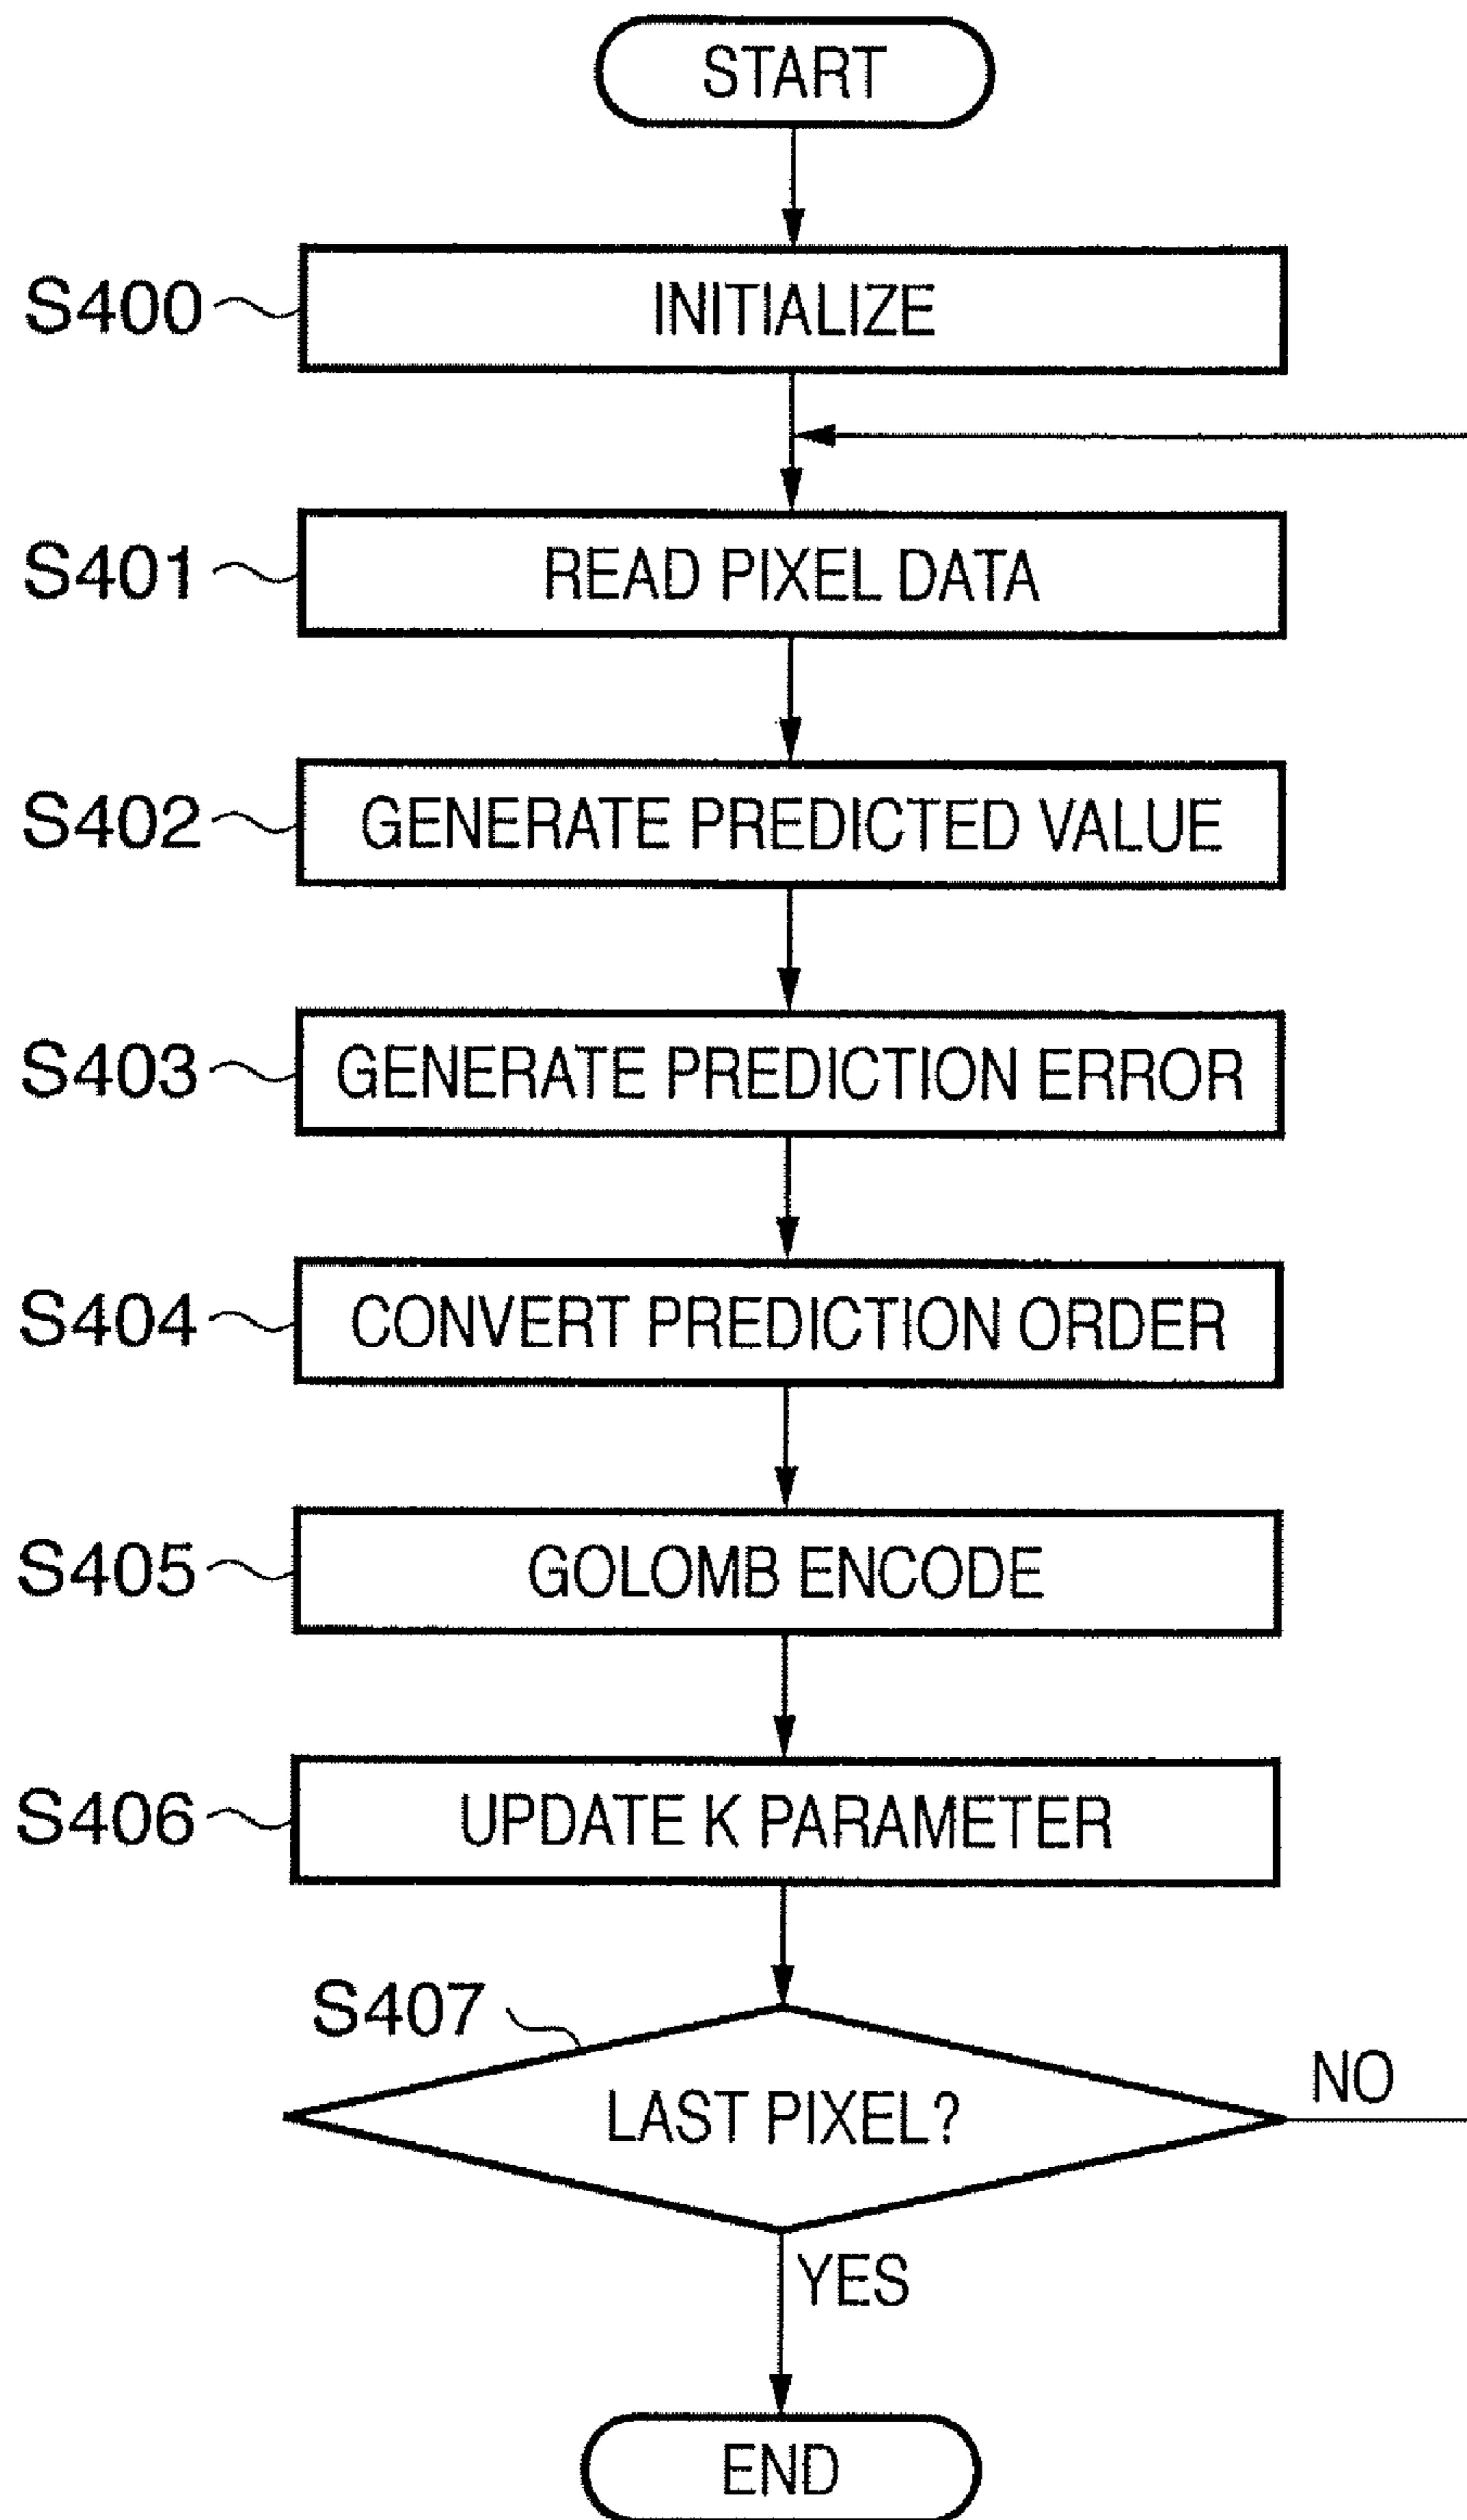 START
S400
INITIALIZE
S401
READ PIXEL DATA
S402
GENERATE PREDICTED VALUE
S403
GENERATE PREDICTION ERROR
S404
CONVERT PREDICTION ORDER
S405
GOLOMB ENCODE
S406
UPDATE K PARAMETER
S407
LAST PIXEL?
NO
YES
END